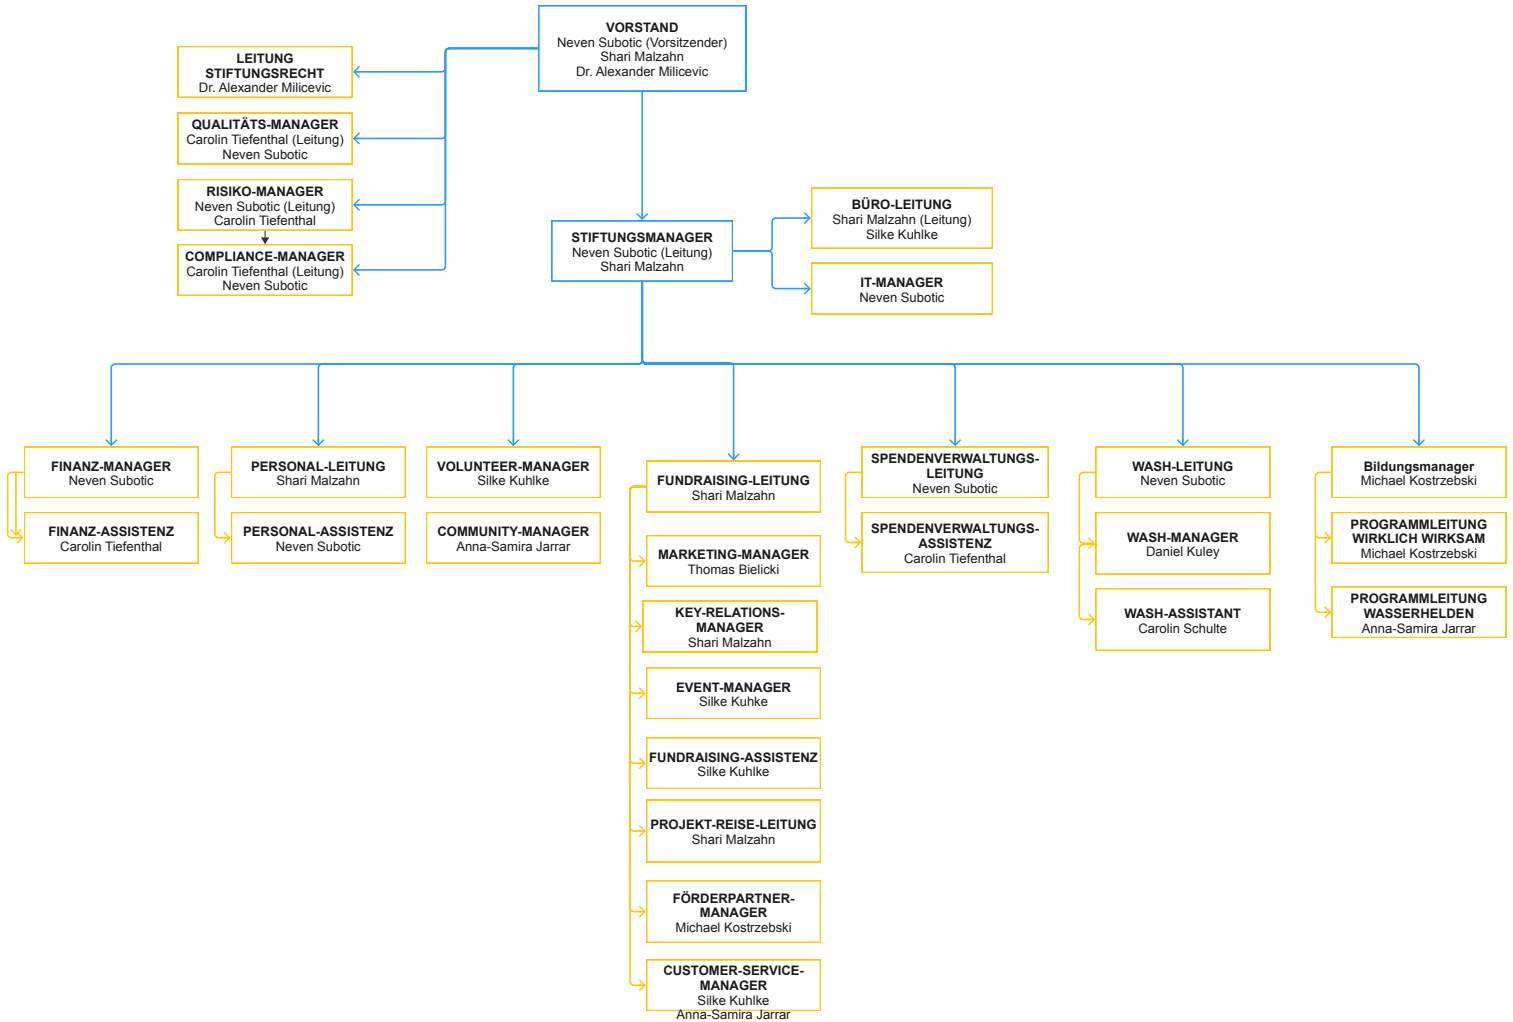 VORSTAND
Neven Subotic (Vorsitzender)
Shari Malzahn
Dr. Alexander Milicevic
LEITUNG
STIFTUNGSRECHT
Dr. Alexander Milicevic
QUALITÄTS-MANAGER
Carolin Tiefenthal (Leitung)
Neven Subotic
RISIKO-MANAGER
Neven Subotic (Leitung)
Carolin Tiefenthal
COMPLIANCE-MANAGER
Carolin Tiefenthal (Leitung)
Neven Subotic
STIFTUNGSMANAGER
Neven Subotic (Leitung)
Shari Malzahn
BÜRO-LEITUNG
Shari Malzahn (Leitung)
Silke Kuhlke
IT-MANAGER
Neven Subotic
FINANZ-MANAGER
Neven Subotic
FINANZ-ASSISTENZ
Carolin Tiefenthal
PERSONAL-LEITUNG
Shari Malzahn
PERSONAL-ASSISTENZ
Neven Subotic
VOLUNTEER-MANAGER
Silke Kuhlke
COMMUNITY-MANAGER
Anna-Samira Jarrar
FUNDRAISING-LEITUNG
Shari Malzahn
MARKETING-MANAGER
Thomas Bielicki
KEY-RELATIONS-
MANAGER
Shari Malzahn
EVENT-MANAGER
Silke Kuhke
FUNDRAISING-ASSISTENZ
Silke Kuhlke
PROJEKT-REISE-LEITUNG
Shari Malzahn
FÖRDERPARTNER-
MANAGER
Michael Kostrzebski
CUSTOMER-SERVICE-
MANAGER
Silke Kuhlke
Anna-Samira Jarrar
SPENDENVERWALTUNGS-
LEITUNG
Neven Subotic
SPENDENVERWALTUNGS-
ASSISTENZ
Carolin Tiefenthal
WASH-LEITUNG
Neven Subotic
WASH-MANAGER
Daniel Kuley
WASH-ASSISTANT
Carolin Schulte
Bildungsmanager
Michael Kostrzebski
PROGRAMMLEITUNG
WIRKLICH WIRKSAM
Michael Kostrzebski
PROGRAMMLEITUNG
WASSERHELDEN
Anna-Samira Jarrar